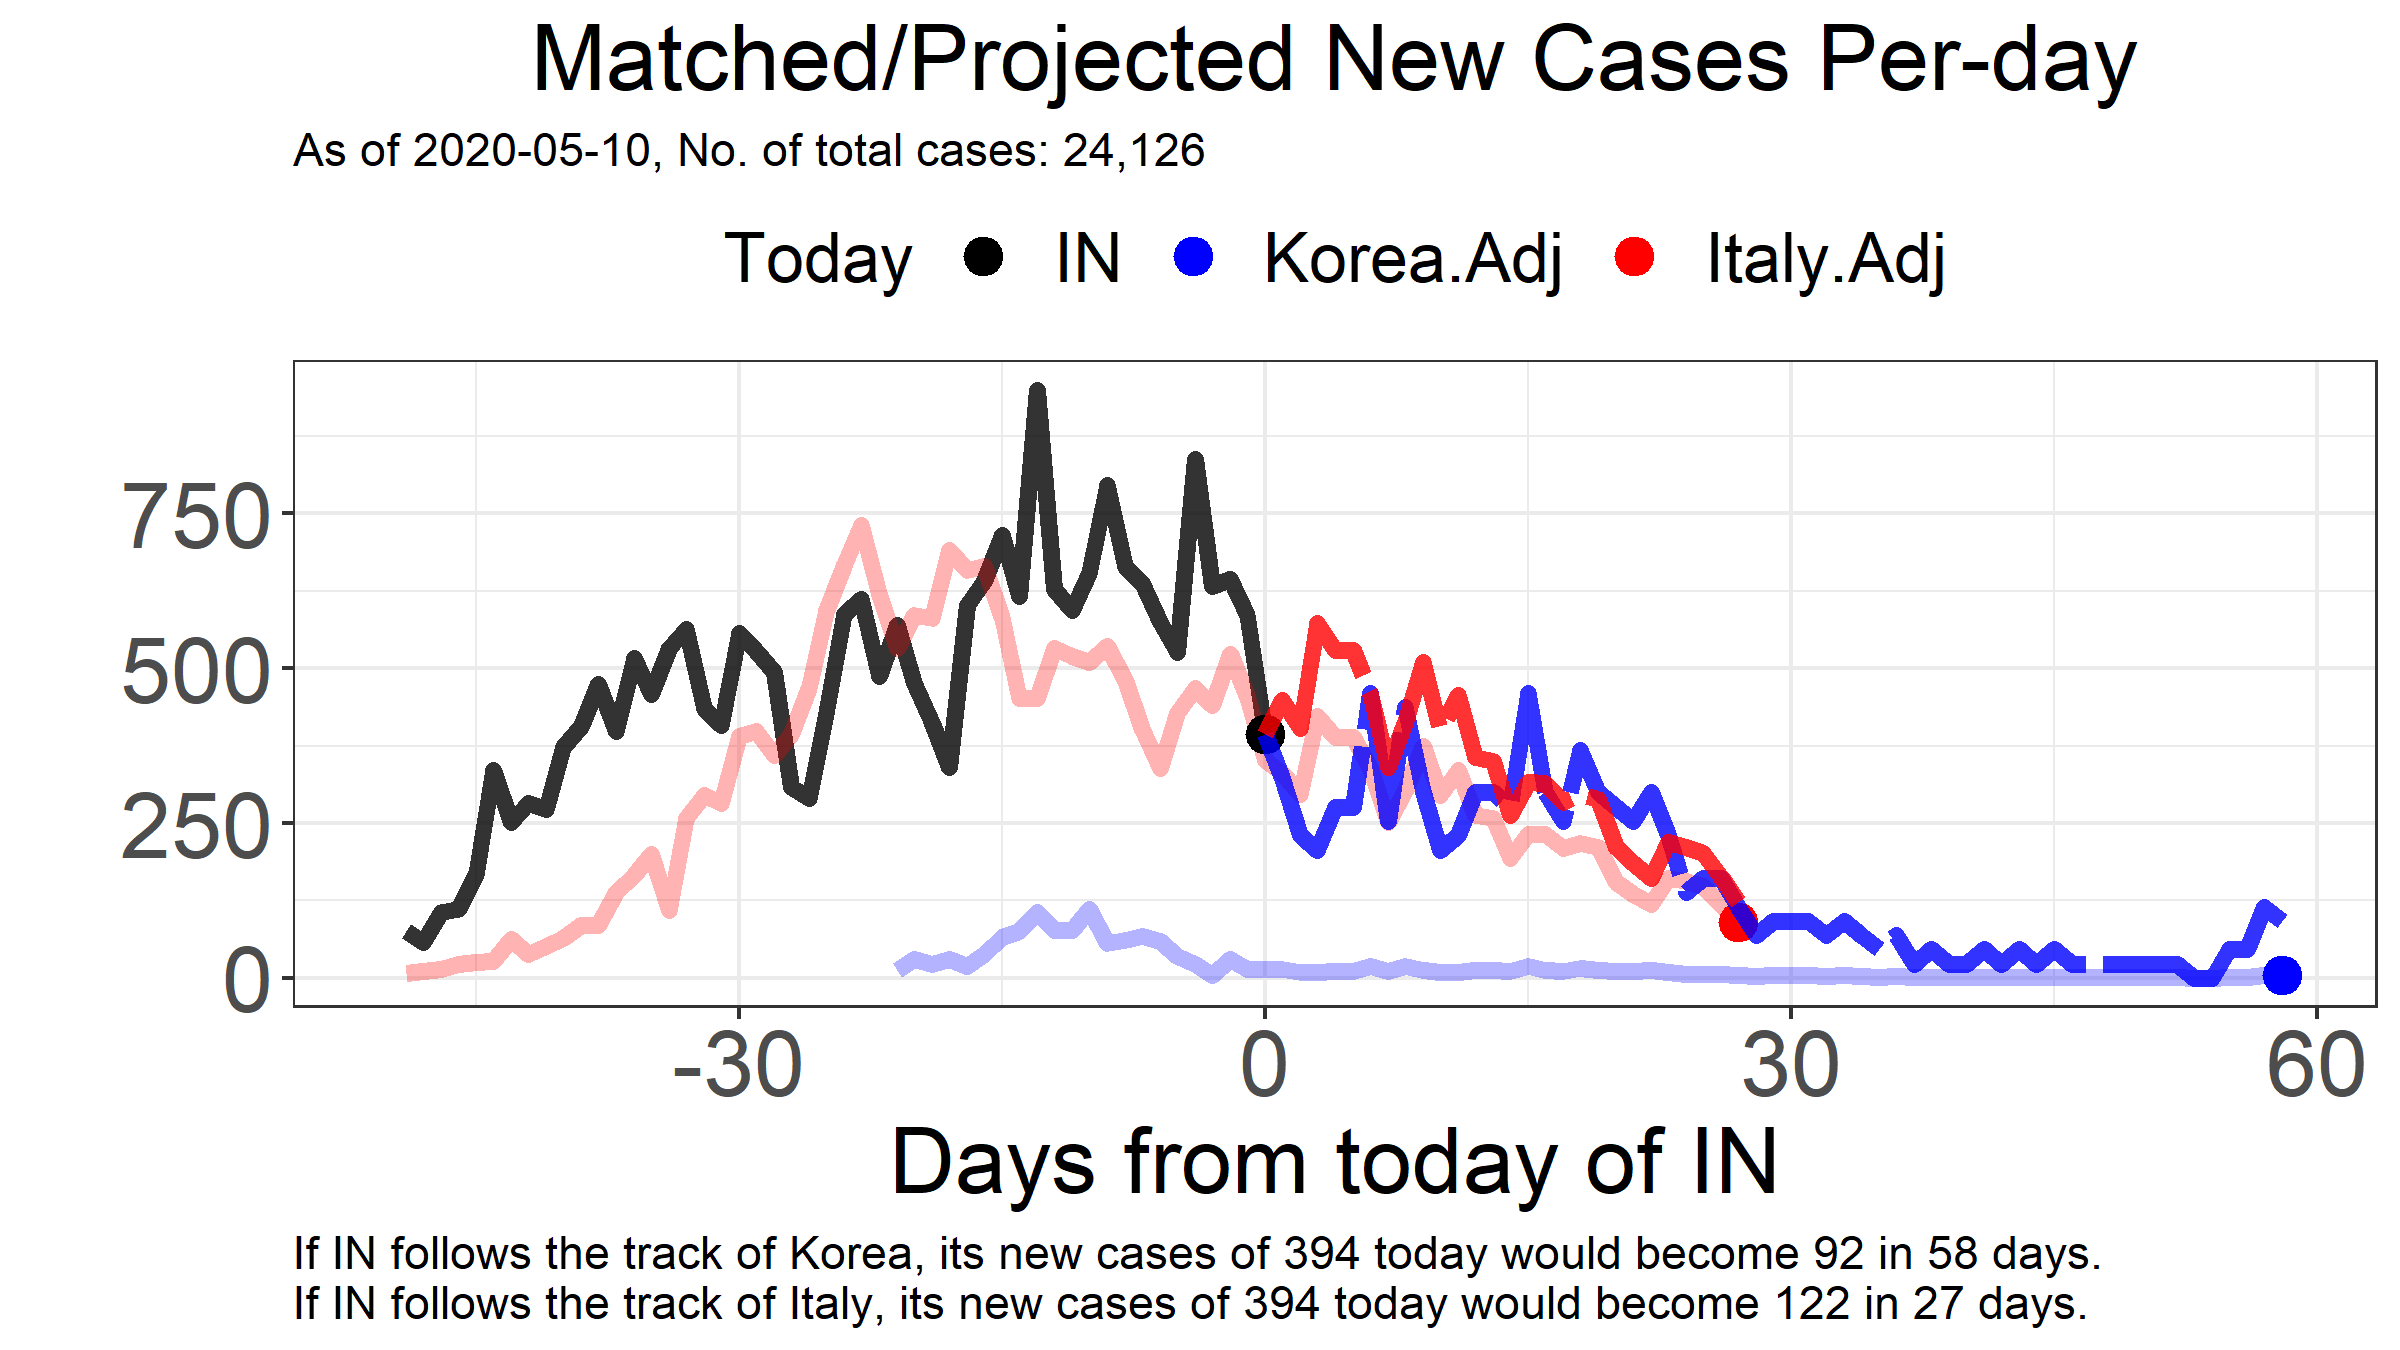 Matched/Projected New Cases Per-day
As of 2020-05-10, No. of total cases: 24,126
Today IN Korea.Adj Italy.Adj
750
500
250
0
-30 0 30 60
Days from today of IN
If IN follows the track of Korea, its new cases of 394 today would become 92 in 58 days.
If IN follows the track of Italy, its new cases of 394 today would become 122 in 27 days.